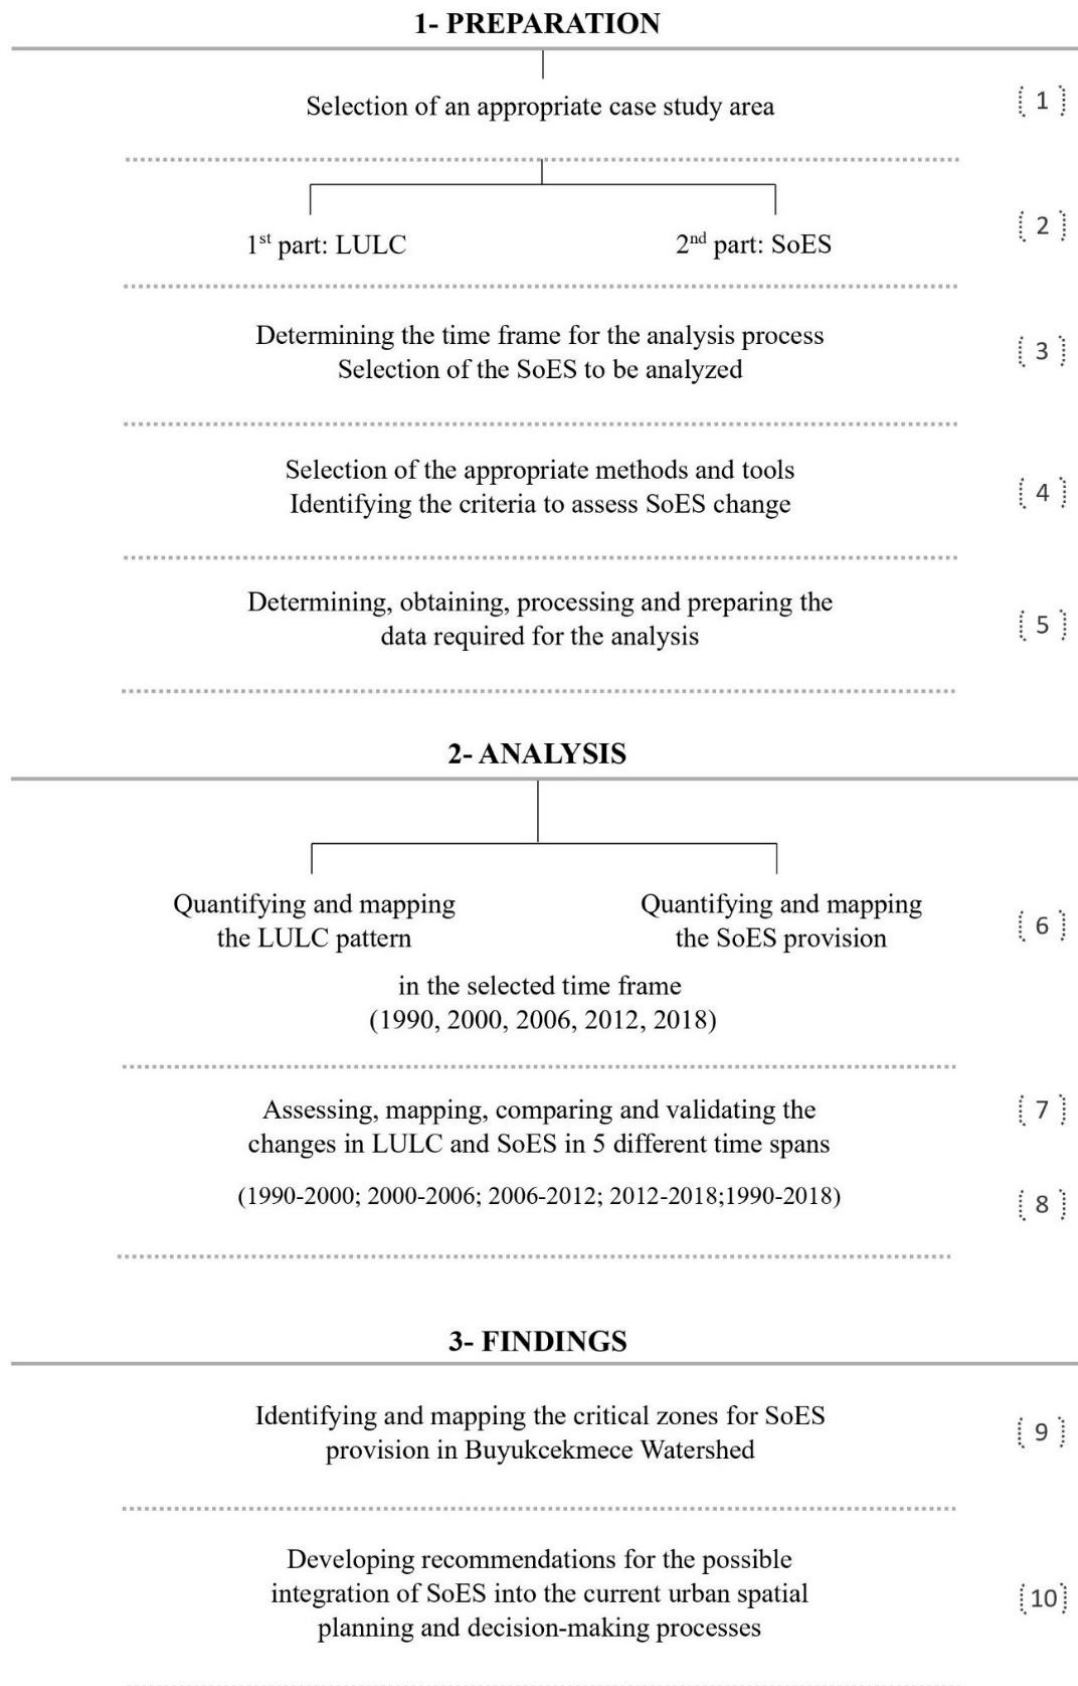 1- PREPARATION
Selection of an appropriate case study area
{ 1 }
1st part: LULC
2nd part: SoES
{ 2 }
Determining the time frame for the analysis process
Selection of the SoES to be analyzed
{ 3 }
Selection of the appropriate methods and tools
Identifying the criteria to assess SoES change
{ 4 }
Determining, obtaining, processing and preparing the
data required for the analysis
{ 5 }
2- ANALYSIS
Quantifying and mapping
the LULC pattern
Quantifying and mapping
the SoES provision
{ 6 }
in the selected time frame
(1990, 2000, 2006, 2012, 2018)
Assessing, mapping, comparing and validating the
changes in LULC and SoES in 5 different time spans
{ 7 }
(1990-2000; 2000-2006; 2006-2012; 2012-2018;1990-2018)
{ 8 }
3- FINDINGS
Identifying and mapping the critical zones for SoES
provision in Buyukcekmece Watershed
{ 9 }
Developing recommendations for the possible
integration of SoES into the current urban spatial
planning and decision-making processes
{10}